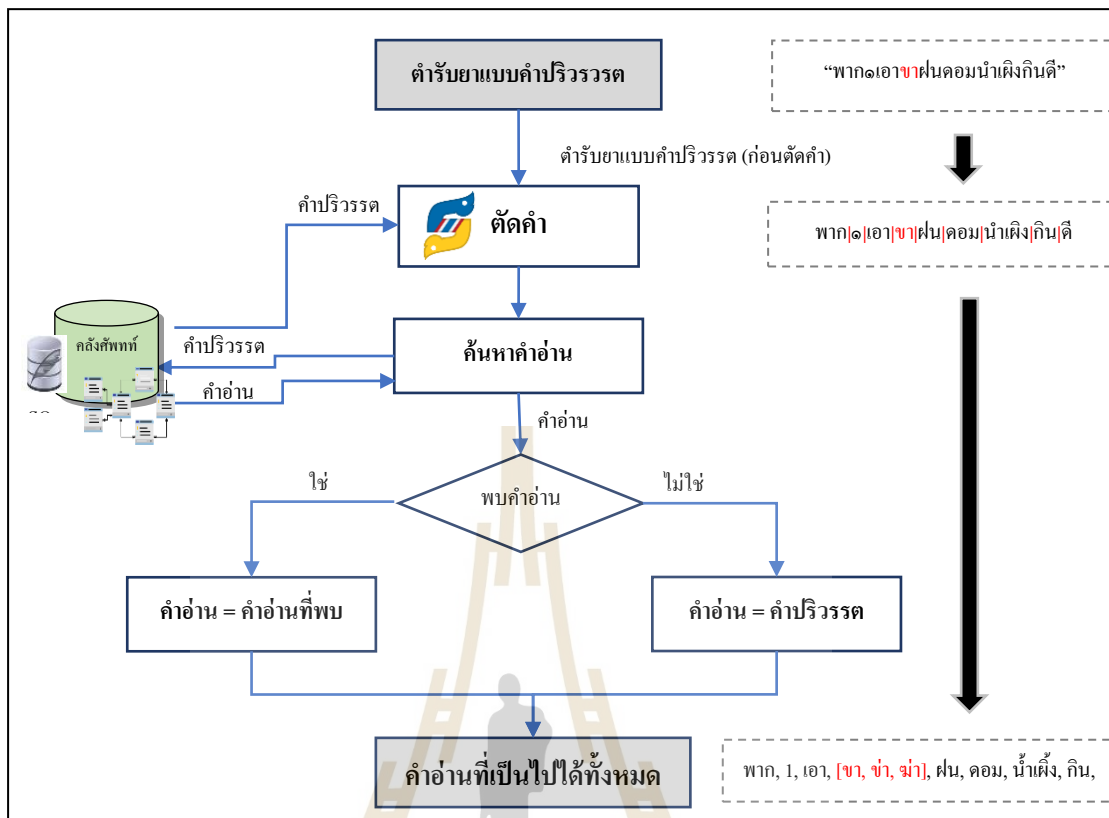 ตำรับยาแบบคำปริวรวรต
“พาก๑เอาขาฝนดอมนำเผิงกินดี”
ตำรับยาแบบคำปริวรรต (ก่อนตัดคำ)
คำปริวรรต
ตัดคำ
พาก|๑|เอา|ขา|ฝน|ดอม|นำเผิง|กิน|ดี
คลังศัพทท์
คำปริวรรต
ค้นหาคำอ่าน
คำอ่าน
คำอ่าน
ใช่
พบคำอ่าน
ไม่ใช่
คำอ่าน = คำอ่านที่พบ
คำอ่าน = คำปริวรรต
คำอ่านที่เป็นไปได้ทั้งหมด
พาก, 1, เอา, [ขา, ข่า, ฆ่า], ฝน, ดอม, น้ำเผิ้ง, กิน,